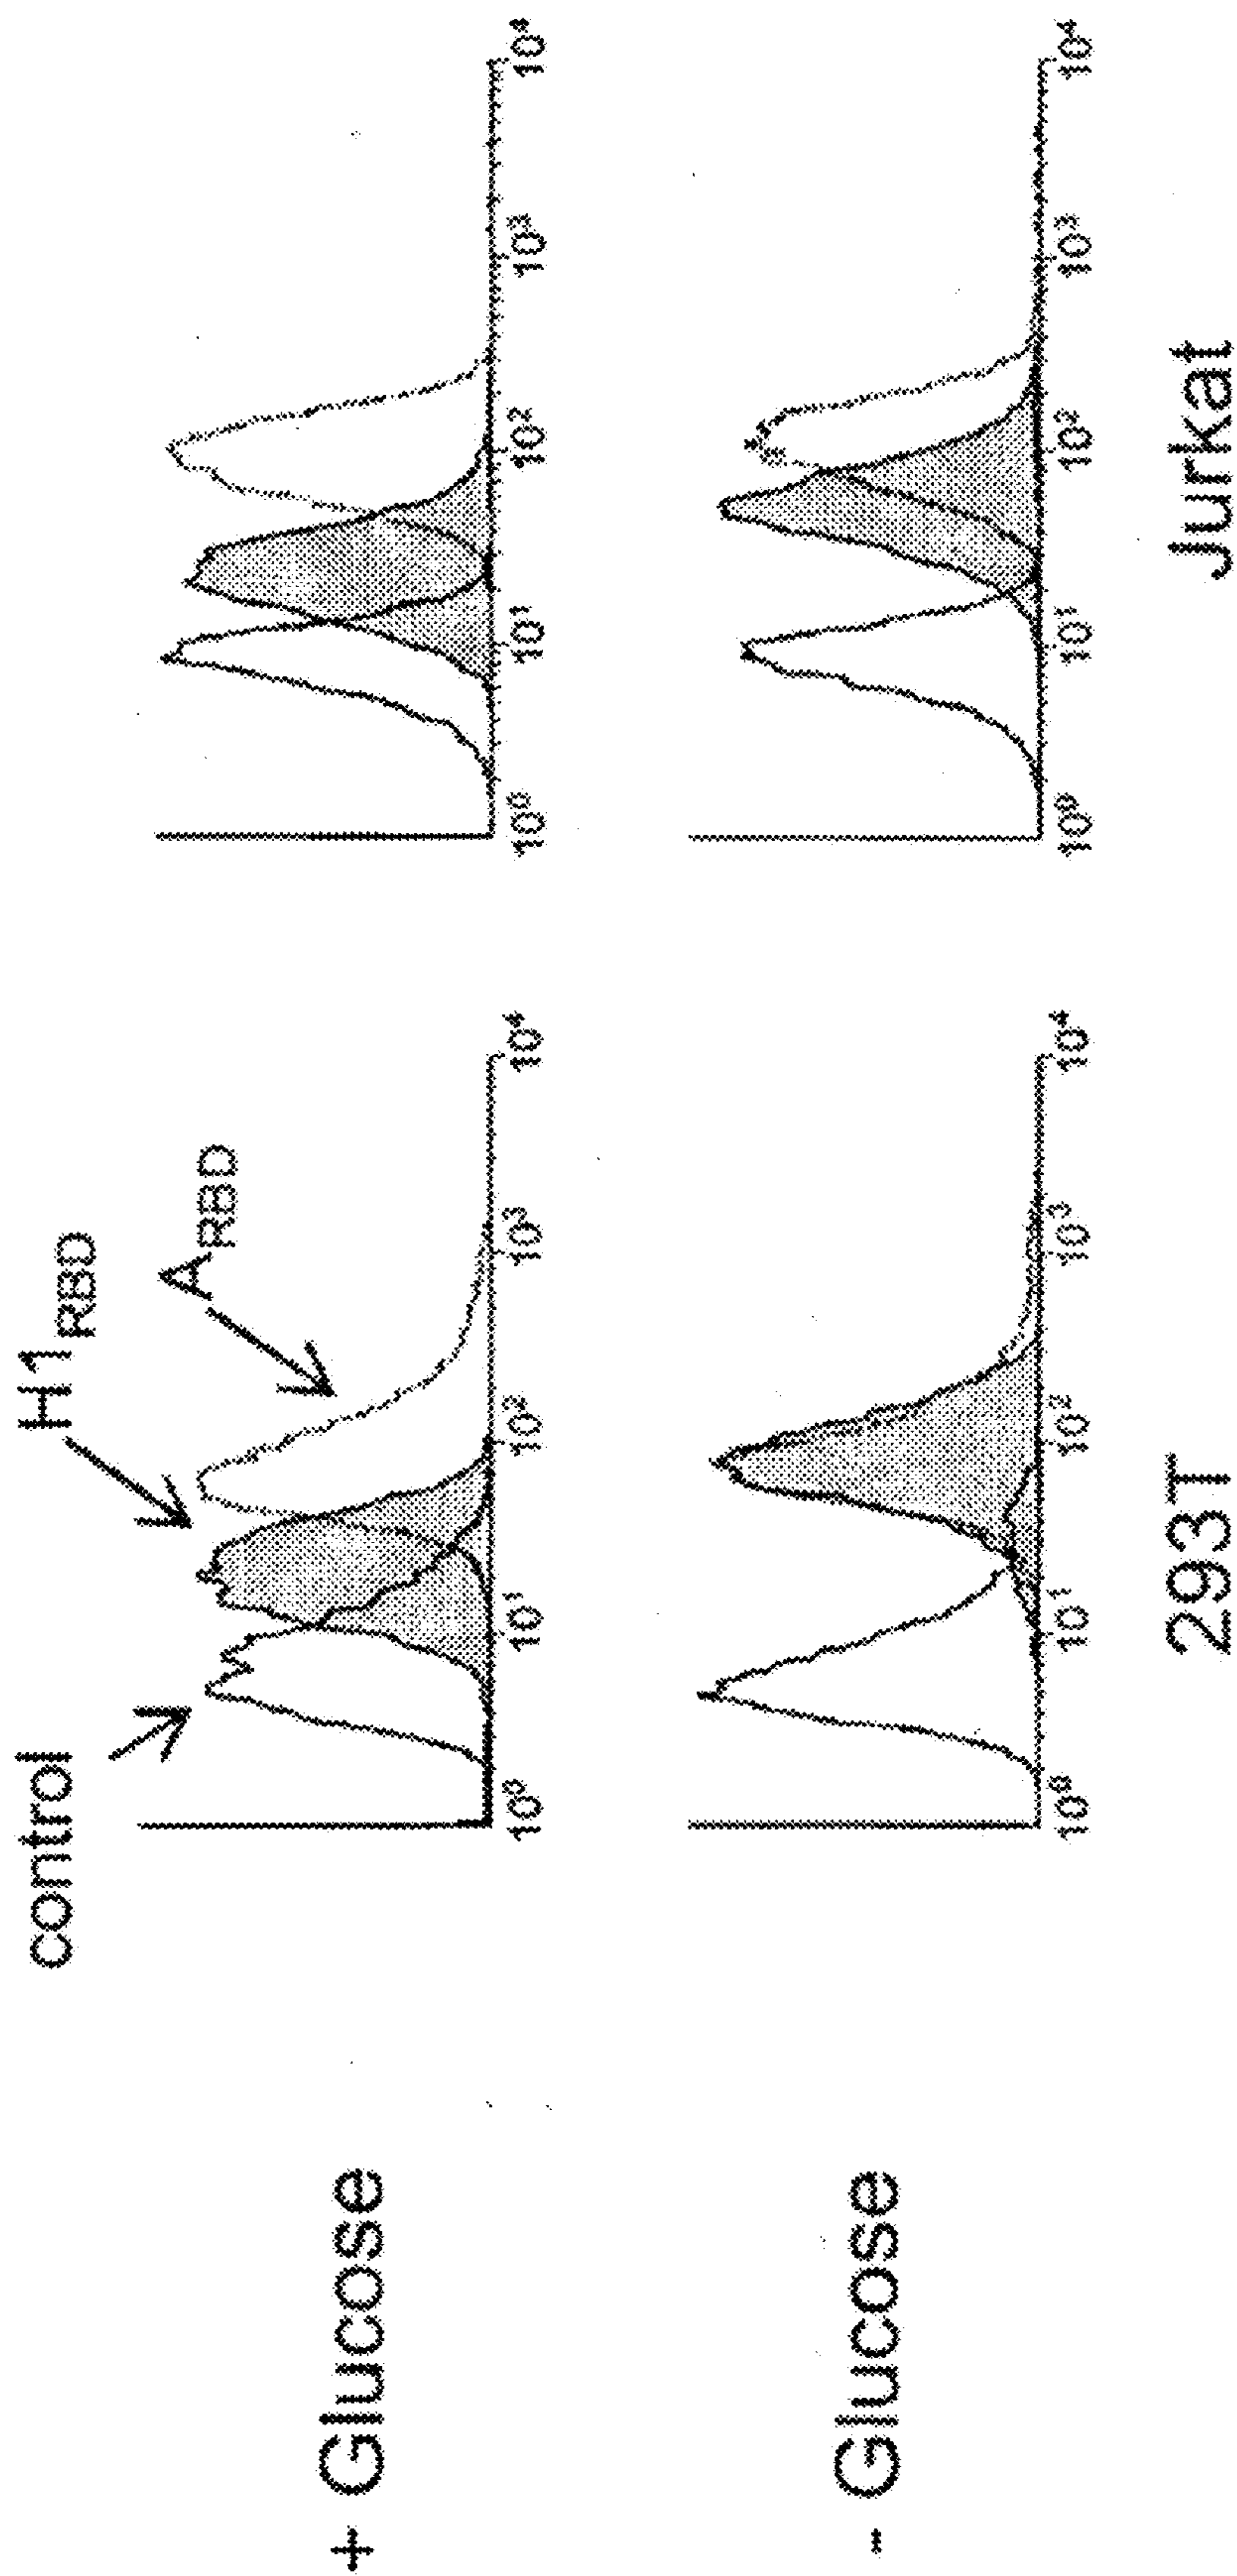 control H1RBD
ARBD
+ Glucose
10⁰ 10¹ 10² 10³ 10⁴ 10⁰ 10¹ 10² 10³ 10⁴
- Glucose
10⁰ 10¹ 10² 10³ 10⁴ 10⁰ 10¹ 10² 10³ 10⁴
293T Jurkat